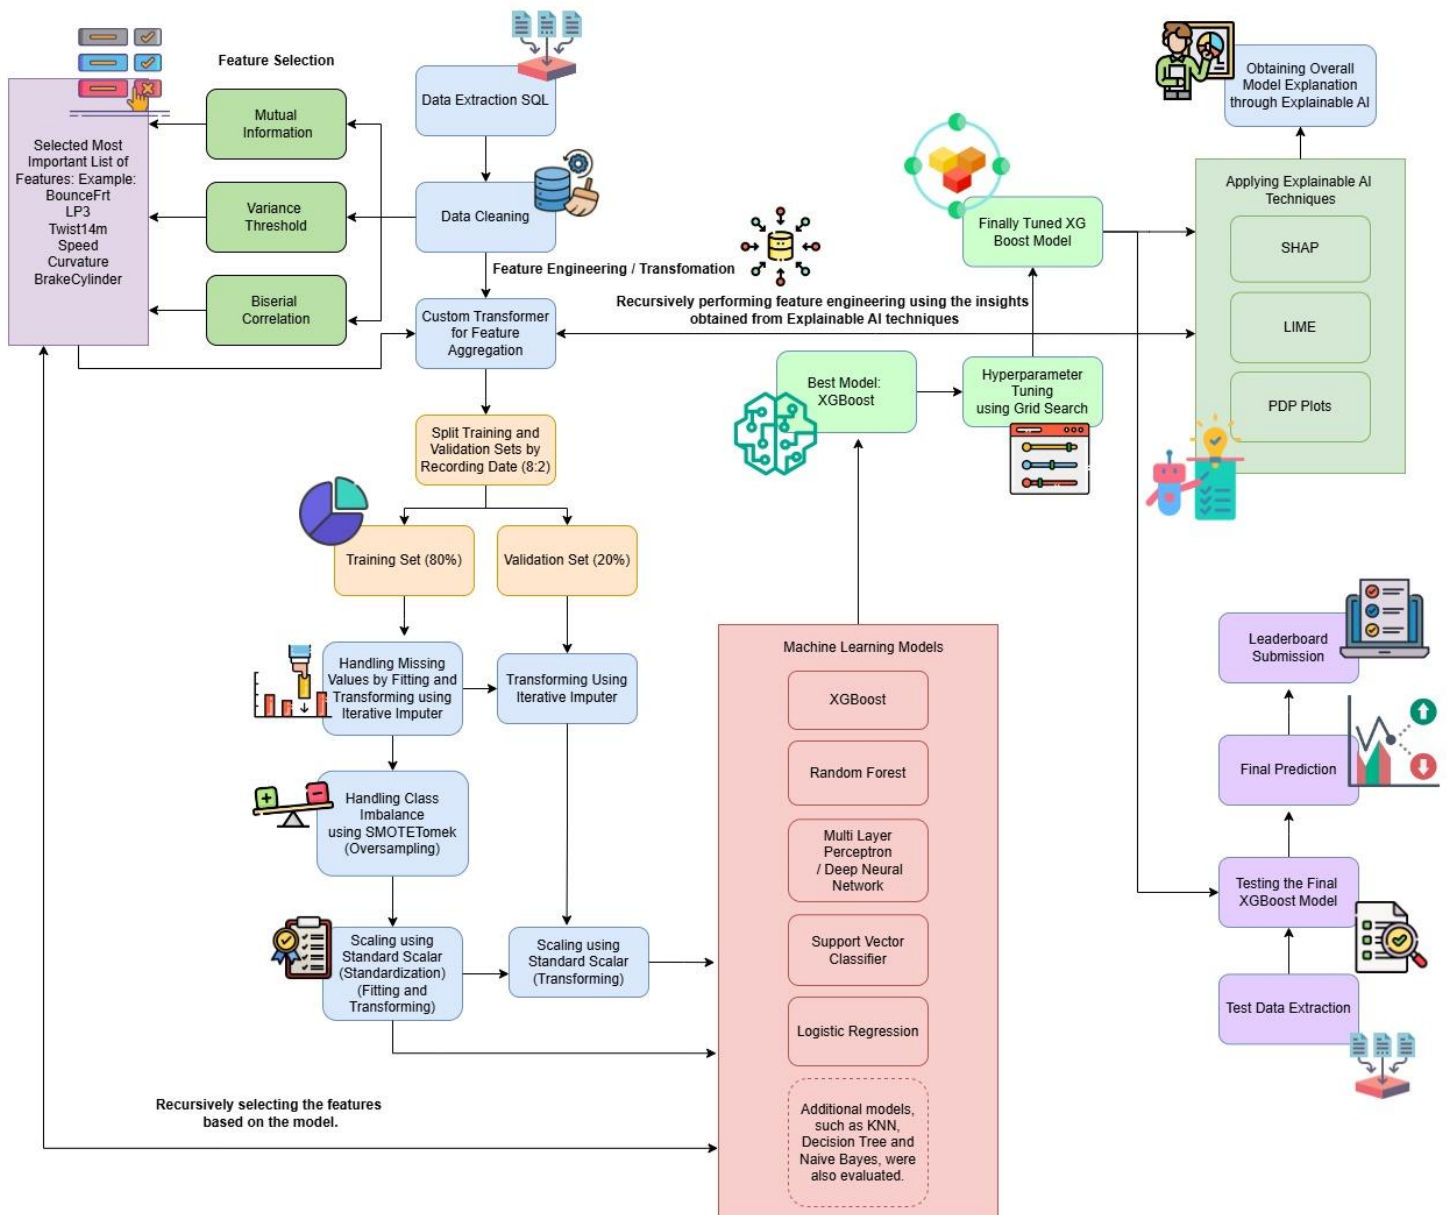 Feature Selection
Mutual
Information
Variance
Threshold
Biserial
Correlation
Selected Most
Important List of
Features: Example:
BounceFrt
LP3
Twist14m
Speed
Curvature
BrakeCylinder
Data Extraction SQL
Data Cleaning
Feature Engineering / Transfomation
Custom Transformer
for Feature
Aggregation
Recursively performing feature engineering using the insights
obtained from Explainable AI techniques
Split Training and
Validation Sets by
Recording Date (8:2)
Training Set (80%)
Validation Set (20%)
Handling Missing
Values by Fitting and
Transforming using
Iterative Imputer
Transforming Using
Iterative Imputer
Handling Class
Imbalance
using SMOTETomek
(Oversampling)
Scaling using
Standard Scalar
(Standardization)
(Fitting and
Transforming)
Scaling using
Standard Scalar
(Transforming)
Recursively selecting the features
based on the model.
Machine Learning Models
XGBoost
Random Forest
Multi Layer
Perceptron
/ Deep Neural
Network
Support Vector
Classifier
Logistic Regression
Additional models,
such as KNN,
Decision Tree and
Naive Bayes, were
also evaluated.
Best Model:
XGBoost
Hyperparameter
Tuning
using Grid Search
Finally Tuned XG
Boost Model
Obtaining Overall
Model Explanation
through Explainable AI
Applying Explainable AI
Techniques
SHAP
LIME
PDP Plots
Leaderboard
Submission
Final Prediction
Testing the Final
XGBoost Model
Test Data Extraction